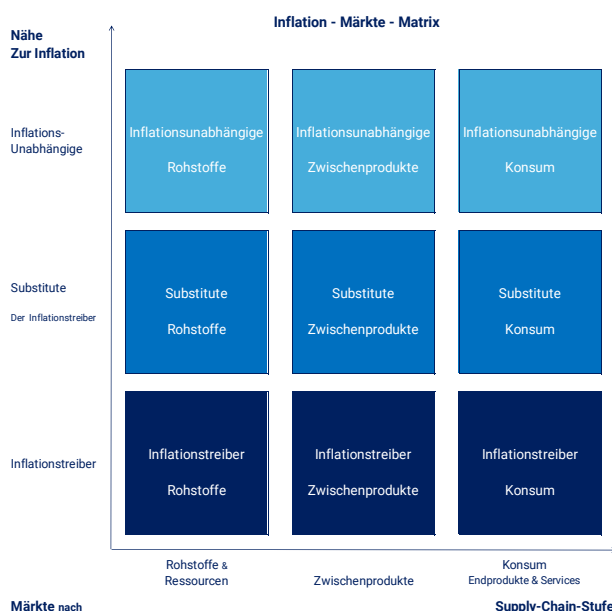 Inflation - Märkte - Matrix
Nähe
Zur Inflation
Inflations-
Unabhängige
Inflationsunabhängige
Rohstoffe
Inflationsunabhängige
Zwischenprodukte
Inflationsunabhängige
Konsum
Substitute
Der Inflationstreiber
Substitute
Rohstoffe
Substitute
Zwischenprodukte
Substitute
Konsum
Inflationstreiber
Inflationstreiber
Rohstoffe
Inflationstreiber
Zwischenprodukte
Inflationstreiber
Konsum
Rohstoffe &
Ressourcen
Zwischenprodukte
Konsum
Endprodukte & Services
Märkte nach
Supply-Chain-Stufe